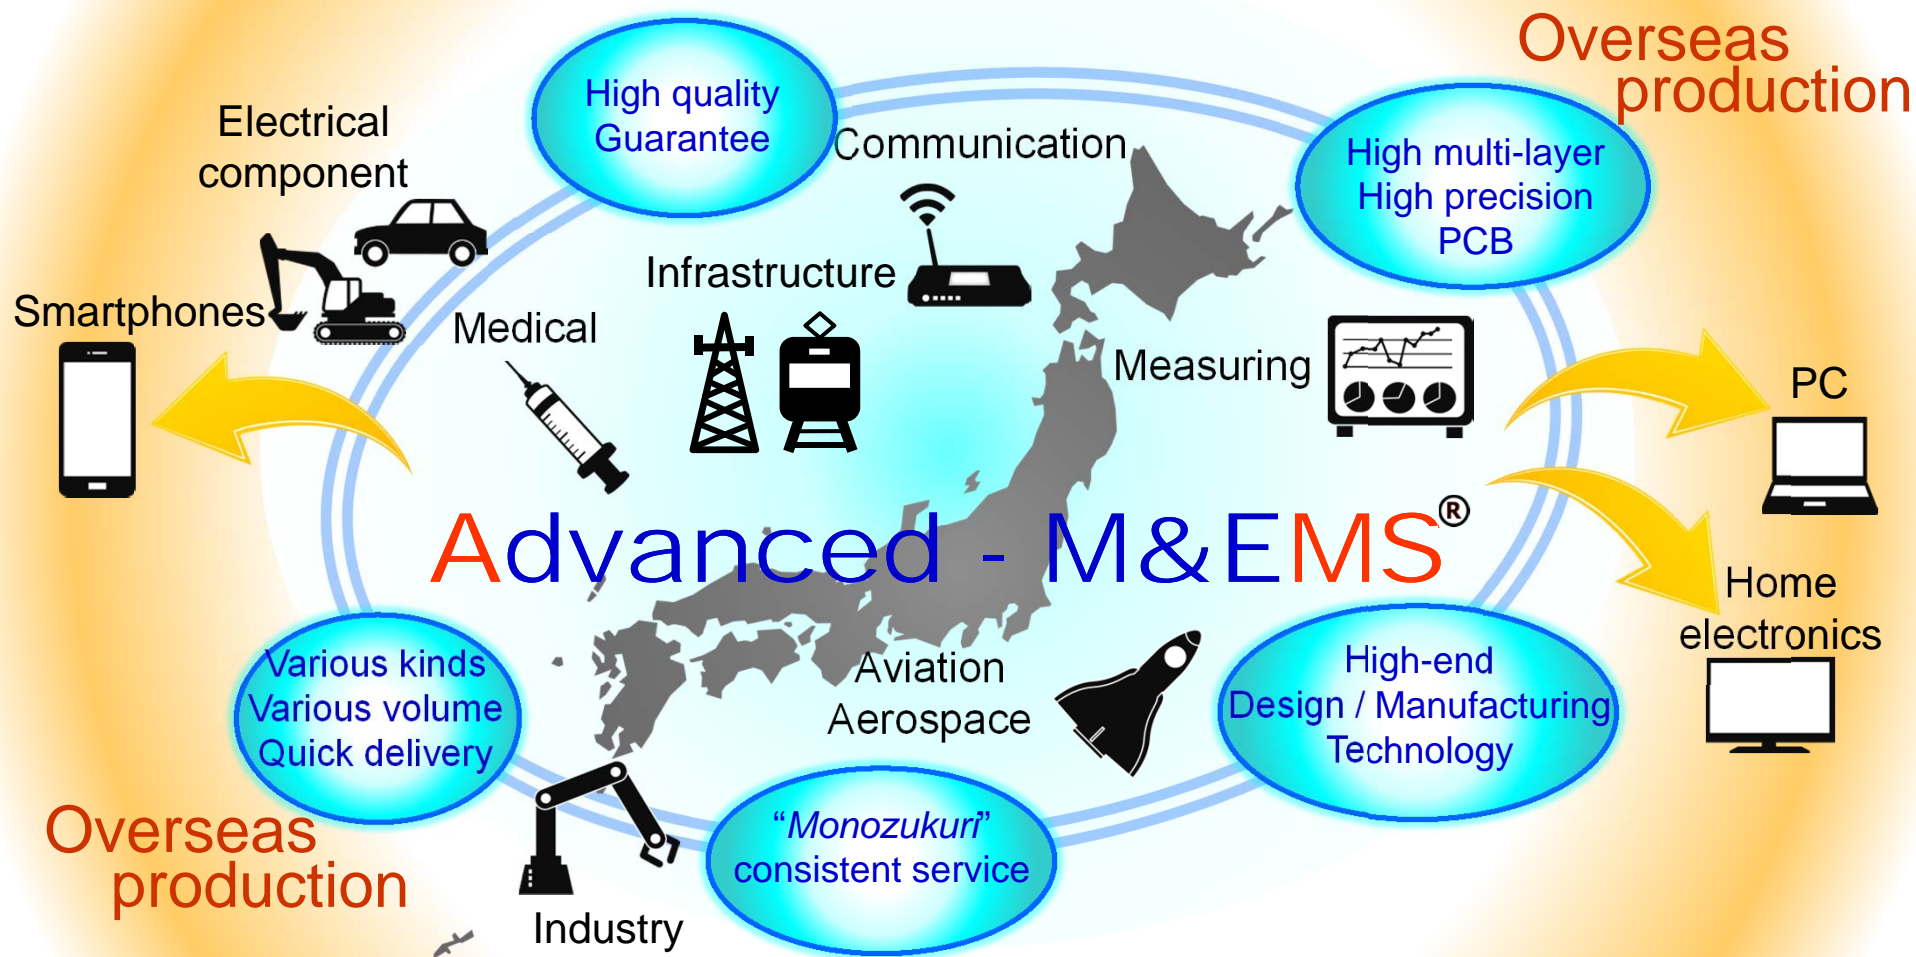 Overseas
production
High quality
Guarantee
Electrical
component
Communication
High multi-layer
High precision
PCB
Infrastructure
Smartphones
Medical
Measuring
PC
Advanced - M&EMS®
Home
electronics
Various kinds
Various volume
Quick delivery
Aviation
Aerospace
High-end
Design / Manufacturing
Technology
Overseas
production
“Monozukuri”
consistent service
Industry